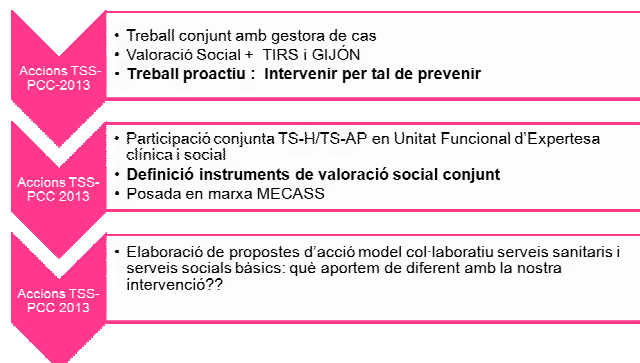 Accions TSS-
PCC-2013
• Treball conjunt amb gestora de cas
• Valoració Social + TIRS i GIJÓN
• Treball proactiu : Intervenir per tal de prevenir
Accions TSS-
PCC 2013
• Participació conjunta TS-H/TS-AP en Unitat Funcional d’Expertesa
clínica i social
• Definició instruments de valoració social conjunt
• Posada en marxa MECASS
Accions TSS-
PCC 2013
• Elaboració de propostes d’acció model col·laboratiu serveis sanitaris i
serveis socials bàsics: què aportem de diferent amb la nostra
intervenció??